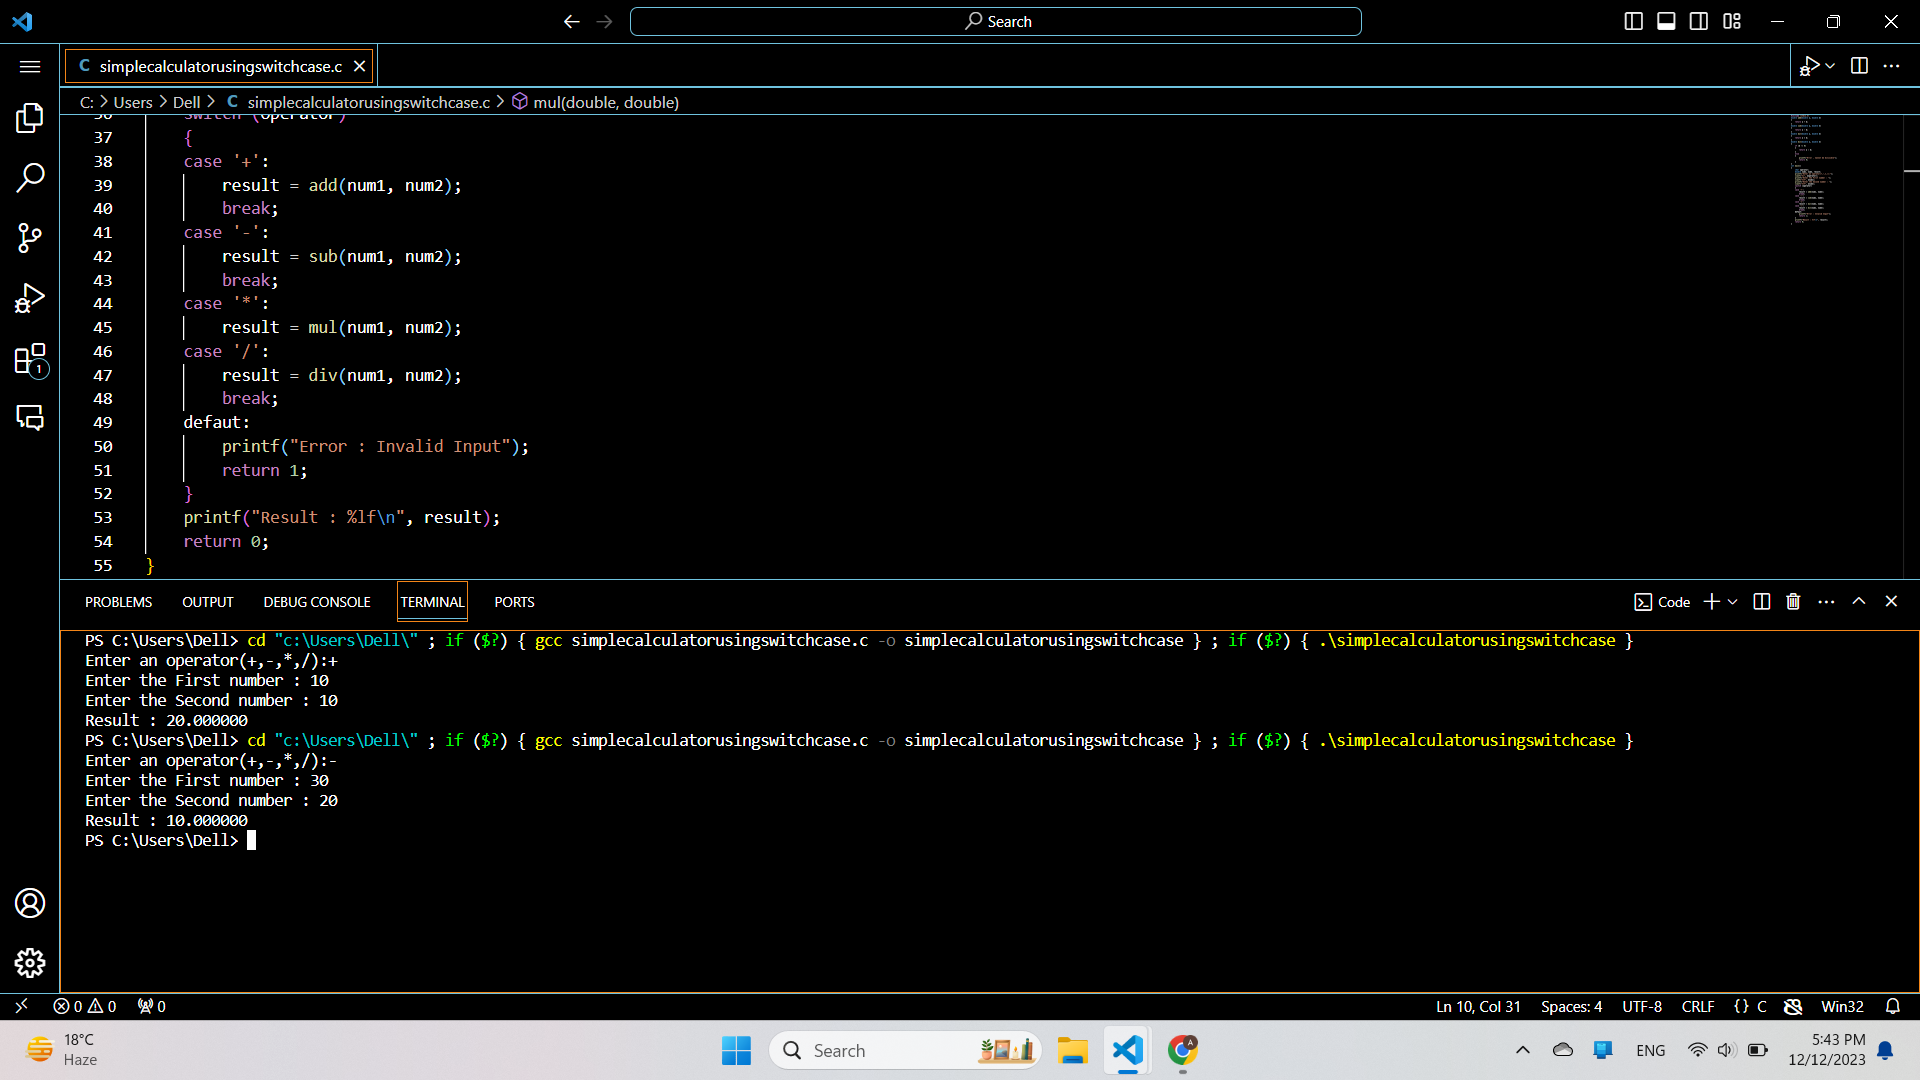 Search
C simplecalculatorusingswitchcase.c
C: > Users > Dell > C simplecalculatorusingswitchcase.c > mul(double, double)
36 switch (operator)
37 {
38 case '+':
39 result = add(num1, num2);
40 break;
41 case '-':
42 result = sub(num1, num2);
43 break;
44 case '*':
45 result = mul(num1, num2);
46 case '/':
47 result = div(num1, num2);
48 break;
49 defaut:
50 printf("Error : Invalid Input");
51 return 1;
52 }
53 printf("Result : %lf\n", result);
54 return 0;
55 }
1
PROBLEMS OUTPUT DEBUG CONSOLE TERMINAL PORTS Code
PS C:\Users\Dell> cd "c:\Users\Dell\" ; if ($?) { gcc simplecalculatorusingswitchcase.c -o simplecalculatorusingswitchcase } ; if ($?) { .\simplecalculatorusingswitchcase }
Enter an operator(+,-,*,/):+
Enter the First number : 10
Enter the Second number : 10
Result : 20.000000
PS C:\Users\Dell> cd "c:\Users\Dell\" ; if ($?) { gcc simplecalculatorusingswitchcase.c -o simplecalculatorusingswitchcase } ; if ($?) { .\simplecalculatorusingswitchcase }
Enter an operator(+,-,*,/):-
Enter the First number : 30
Enter the Second number : 20
Result : 10.000000
PS C:\Users\Dell>
0 0 0 Ln 10, Col 31 Spaces: 4 UTF-8 CRLF {} C Win32
18°C
Haze
Search
A
ENG
5:43 PM
12/12/2023